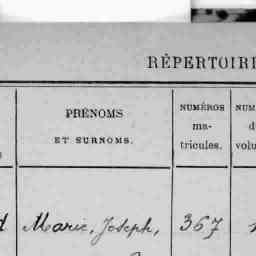 RÉPERTOIRE
PRÉNOMS
ET SURNOMS.
NUMÉROS
ma-
tricules.
Marie, Joseph,
367